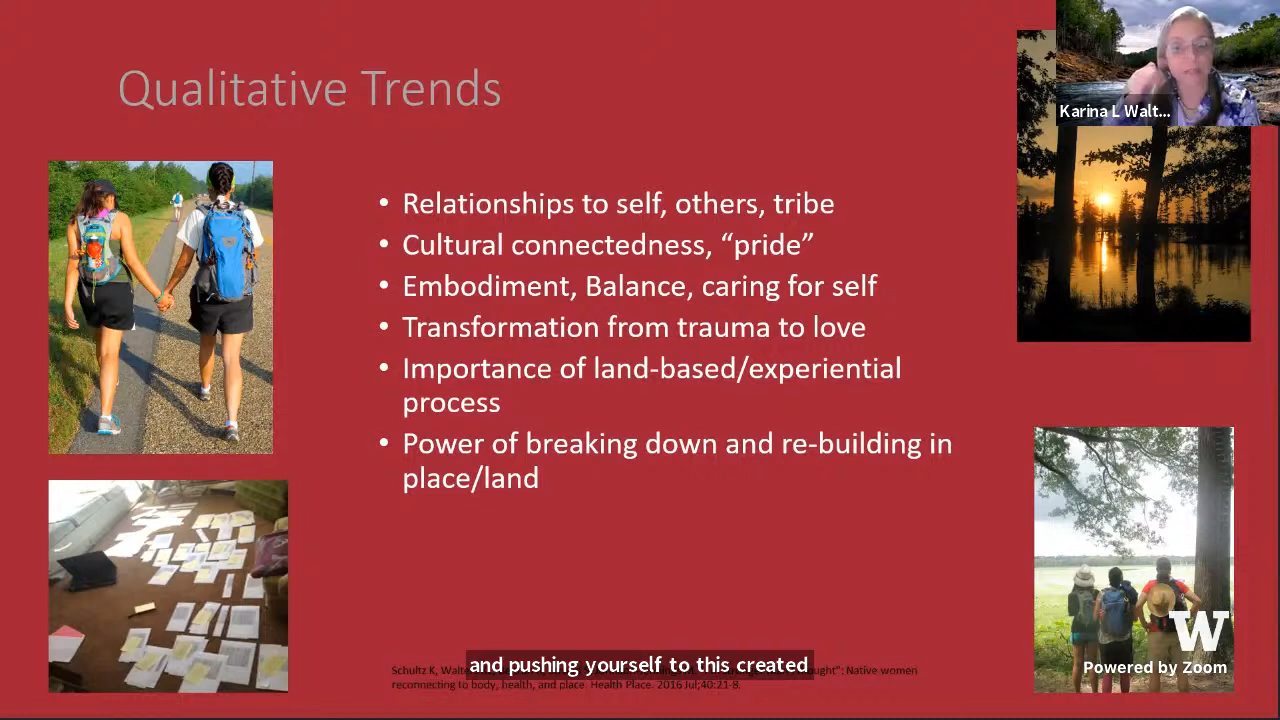 Qualitative Trends
Karina L Walt...
• Relationships to self, others, tribe
• Cultural connectedness, “pride”
• Embodiment, Balance, caring for self
• Transformation from trauma to love
• Importance of land-based/experiential
process
• Power of breaking down and re-building in
place/land
W
Powered by Zoom
and pushing yourself to this created
Schultz K, Walte ught”: Native women
reconnecting to body, health, and place. Health Place. 2016 Jul;40:21-8.